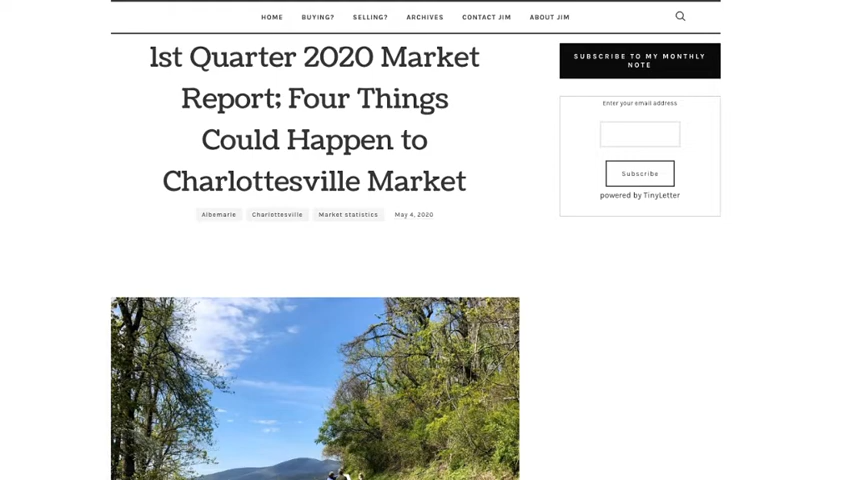 HOME BUYING? SELLING? ARCHIVES CONTACT JIM ABOUT JIM
1st Quarter 2020 Market
Report; Four Things
Could Happen to
Charlottesville Market
Albemarle Charlottesville Market statistics May 4, 2020
SUBSCRIBE TO MY MONTHLY
NOTE
Enter your email address
Subscribe
powered by TinyLetter